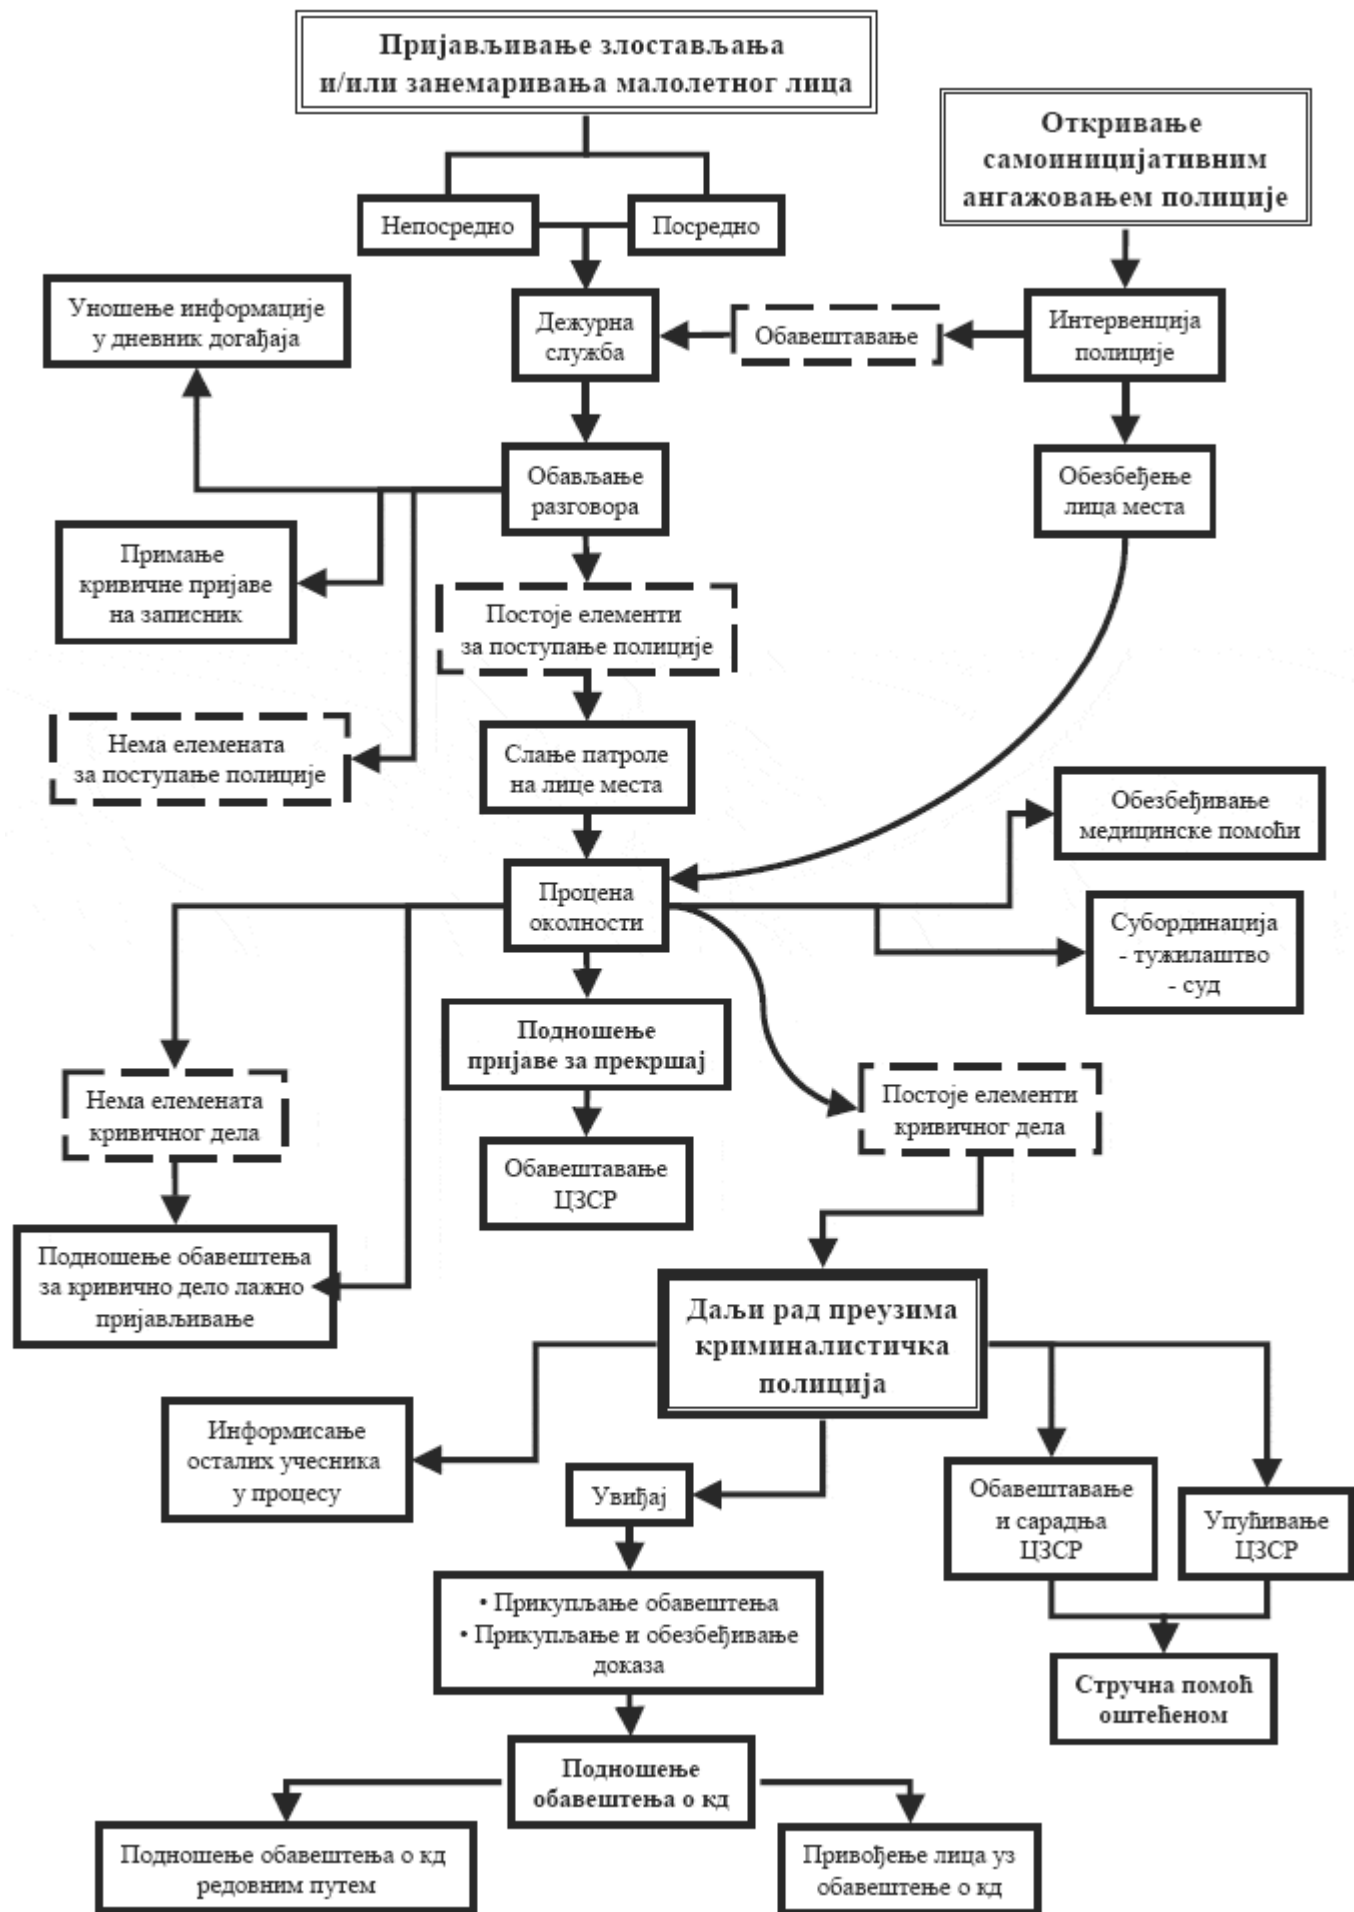 Пријављивање злостављања
и/или занемаривања малолетног лица
Откривање
самоиницијативним
ангажовањем полиције
Непосредно
Посредно
Уношење информације
у дневник догађаја
Дежурна
служба
Обавештавање
Интервенција
полиције
Обављање
разговора
Обезбеђење
лица места
Примање
кривичне пријаве
на записник
Постоје елементи
за поступање полиције
Нема елемената
за поступање полиције
Слање патроле
на лице места
Обезбеђивање
медицинске помоћи
Процена
околности
Субординација
- тужилаштво
- суд
Подношење
пријаве за прекршај
Нема елемената
кривичног дела
Постоје елементи
кривичног дела
Обавештавање
ЦЗСР
Подношење обавештења
за кривично дело лажно
пријављивање
Даљи рад преузима
криминалистичка
полиција
Информисање
осталих учесника
у процесу
Увиђај
Обавештавање
и сарадња
ЦЗСР
Упућивање
ЦЗСР
• Прикупљање обавештења
• Прикупљање и обезбеђивање
доказа
Стручна помоћ
оштећеном
Подношење
обавештења о кд
Подношење обавештења о кд
редовним путем
Привођење лица уз
обавештење о кд